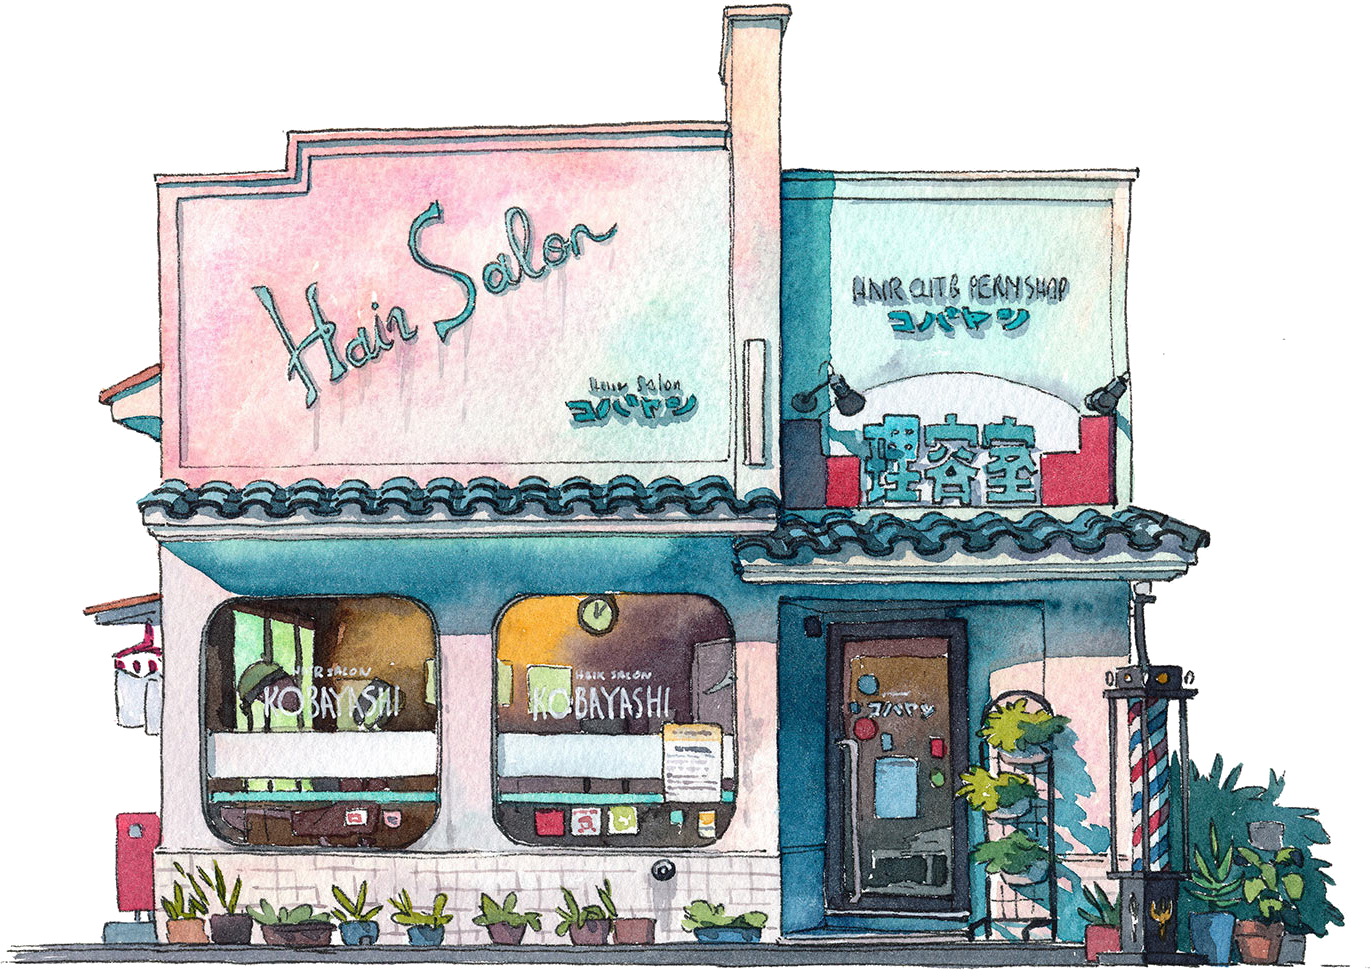 Hair Salon
Hair Salon
コバヤシ
HAIR CUT & PERM SHOP
コバヤシ
理容室
HAIR SALON
KOBAYASHI
HAIR SALON
KOBAYASHI
コバヤシ